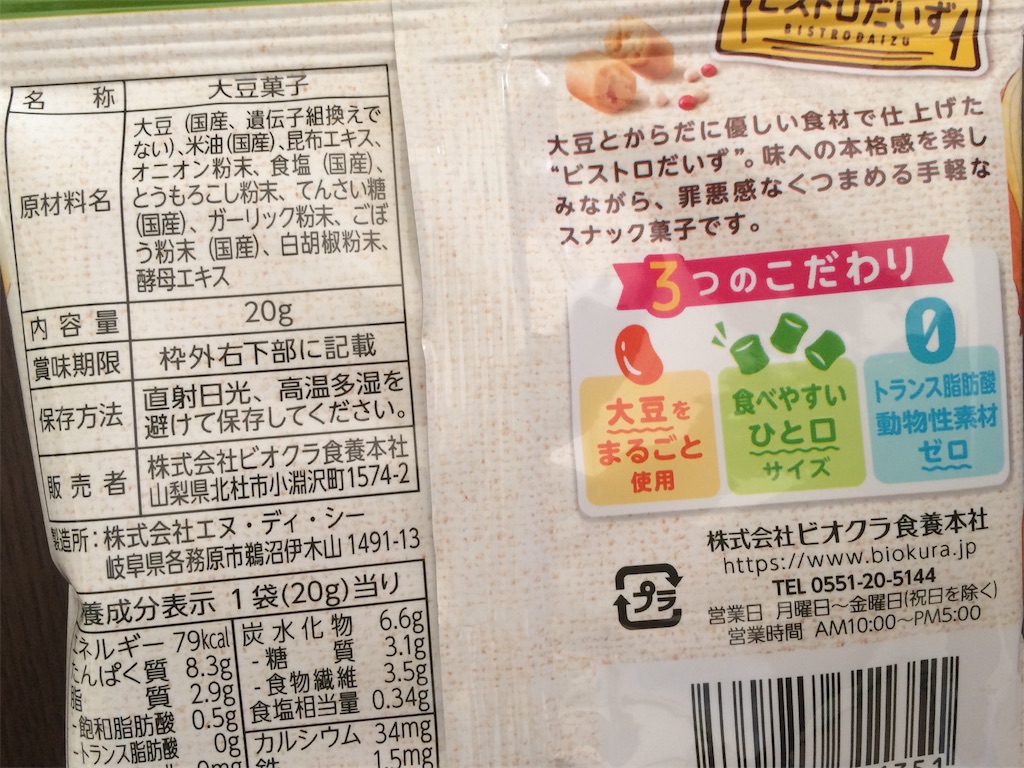 名称 大豆菓子
原材料名
大豆（国産、遺伝子組換えで
ない）、米油（国産）、昆布エキス、
オニオン粉末、食塩（国産）、
とうもろこし粉末、てんさい糖
（国産）、ガーリック粉末、ごぼ
う粉末（国産）、白胡椒粉末、
酵母エキス
内容量 20g
賞味期限 枠外右下部に記載
保存方法
直射日光、高温多湿を
避けて保存してください。
販売者
株式会社ビオクラ食養本社
山梨県北杜市小淵沢町1574-2
製造所：株式会社エヌ・ディ・シー
岐阜県各務原市鵜沼伊木山1491-13
養成分表示 1袋(20g)当り
エネルギー 79kcal
たんぱく質 8.3g
脂質 2.9g
-飽和脂肪酸 0.5g
-トランス脂肪酸 0g
0mg
炭水化物 6.6g
-糖質 3.1g
-食物繊維 3.5g
食塩相当量 0.34g
カルシウム 34mg
鉄 1.5mg
ビストロだいず
BISTRODAIZU
大豆とからだに優しい食材で仕上げた
“ビストロだいず”。味への本格感を楽し
みながら、罪悪感なくつまめる手軽な
スナック菓子です。
3つのこだわり
大豆を
まるごと
使用
食べやすい
ひと口
サイズ
0
トランス脂肪酸
動物性素材
ゼロ
株式会社ビオクラ食養本社
https://www.biokura.jp
TEL 0551-20-5144
営業日 月曜日～金曜日(祝日を除く)
営業時間 AM10:00～PM5:00
プラ